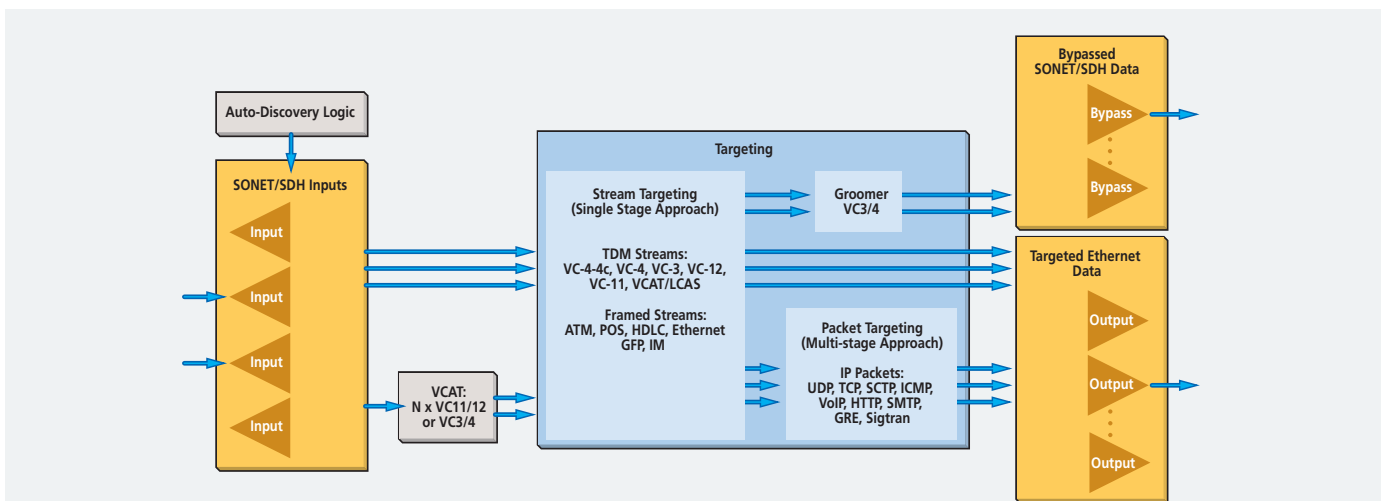 Auto-Discovery Logic
SONET/SDH Inputs
Input
Input
Input
Input
VCAT:
N x VC11/12
or VC3/4
Targeting
Stream Targeting
(Single Stage Approach)
TDM Streams:
VC-4-4c, VC-4, VC-3, VC-12,
VC-11, VCAT/LCAS
Framed Streams:
ATM, POS, HDLC, Ethernet
GFP, IM
Groomer
VC3/4
Packet Targeting
(Multi-stage Approach)
IP Packets:
UDP, TCP, SCTP, ICMP,
VoIP, HTTP, SMTP,
GRE, Sigtran
Bypassed
SONET/SDH Data
Bypass
Bypass
Targeted Ethernet
Data
Output
Output
Output